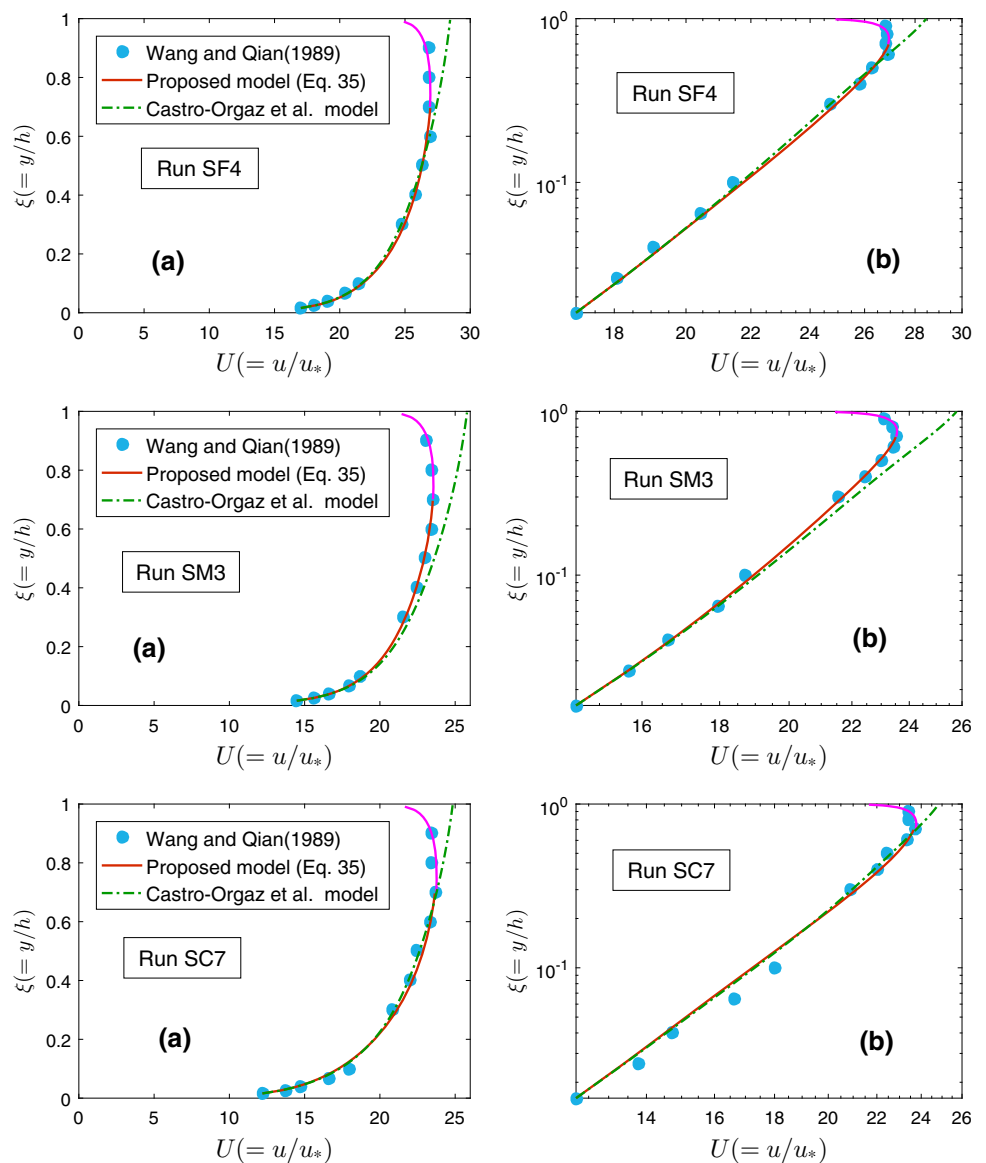 1
0.8
0.6
0.4
0.2
0
ξ(= y/h)
Wang and Qian(1989)
Proposed model (Eq. 35)
Castro-Orgaz et al. model
Run SF4
(a)
0 5 10 15 20 25 30
U(= u/u*)
10⁰
10⁻¹
ξ(= y/h)
Run SF4
(b)
18 20 22 24 26 28 30
U(= u/u*)
1
0.8
0.6
0.4
0.2
0
ξ(= y/h)
Wang and Qian(1989)
Proposed model (Eq. 35)
Castro-Orgaz et al. model
Run SM3
(a)
0 5 10 15 20 25
U(= u/u*)
10⁰
10⁻¹
ξ(= y/h)
Run SM3
(b)
16 18 20 22 24 26
U(= u/u*)
1
0.8
0.6
0.4
0.2
0
ξ(= y/h)
Wang and Qian(1989)
Proposed model (Eq. 35)
Castro-Orgaz et al. model
Run SC7
(a)
0 5 10 15 20 25
U(= u/u*)
10⁰
10⁻¹
ξ(= y/h)
Run SC7
(b)
14 16 18 20 22 24 26
U(= u/u*)